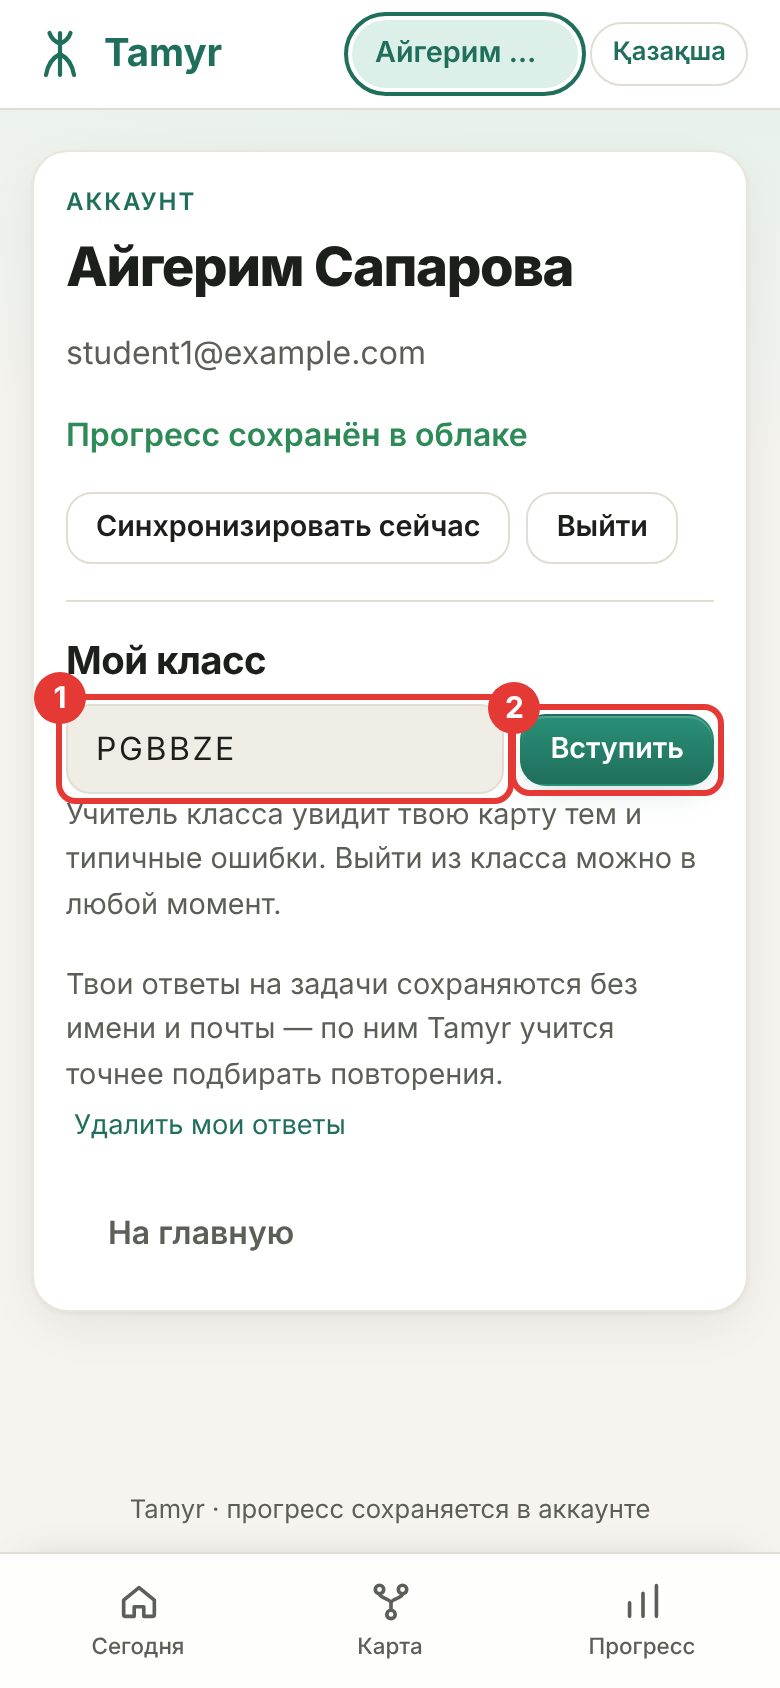 Tamyr
Айгерим ...
Қазақша
АККАУНТ
Айгерим Сапарова
student1@example.com
Прогресс сохранён в облаке
Синхронизировать сейчас
Выйти
Мой класс
1
2
PGBBZE
Вступить
Учитель класса увидит твою карту тем и
типичные ошибки. Выйти из класса можно в
любой момент.
Твои ответы на задачи сохраняются без
имени и почты — по ним Tamyr учится
точнее подбирать повторения.
Удалить мои ответы
На главную
Tamyr · прогресс сохраняется в аккаунте
Сегодня
Карта
Прогресс